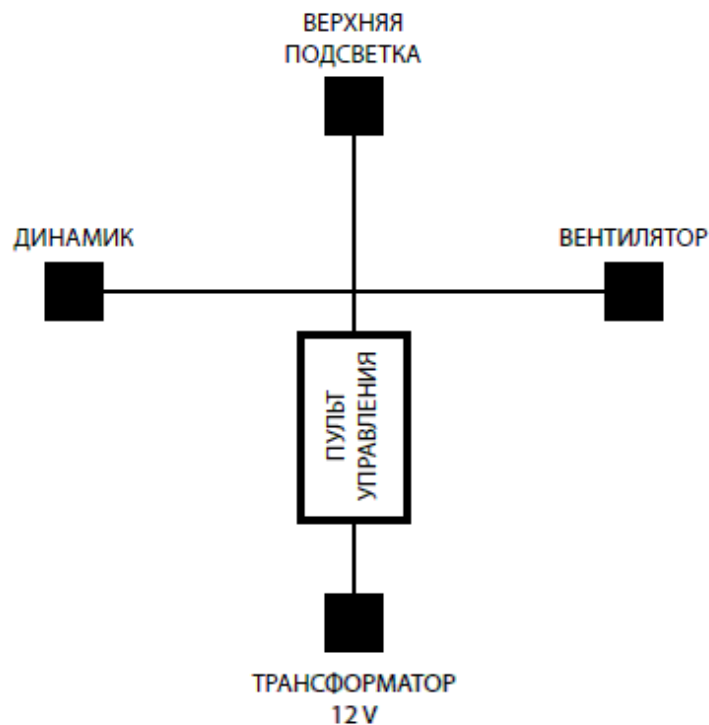 ВЕРХНЯЯ
ПОДСВЕТКА
ДИНАМИК
ВЕНТИЛЯТОР
ПУЛЬТ
УПРАВЛЕНИЯ
ТРАНСФОРМАТОР
12 V